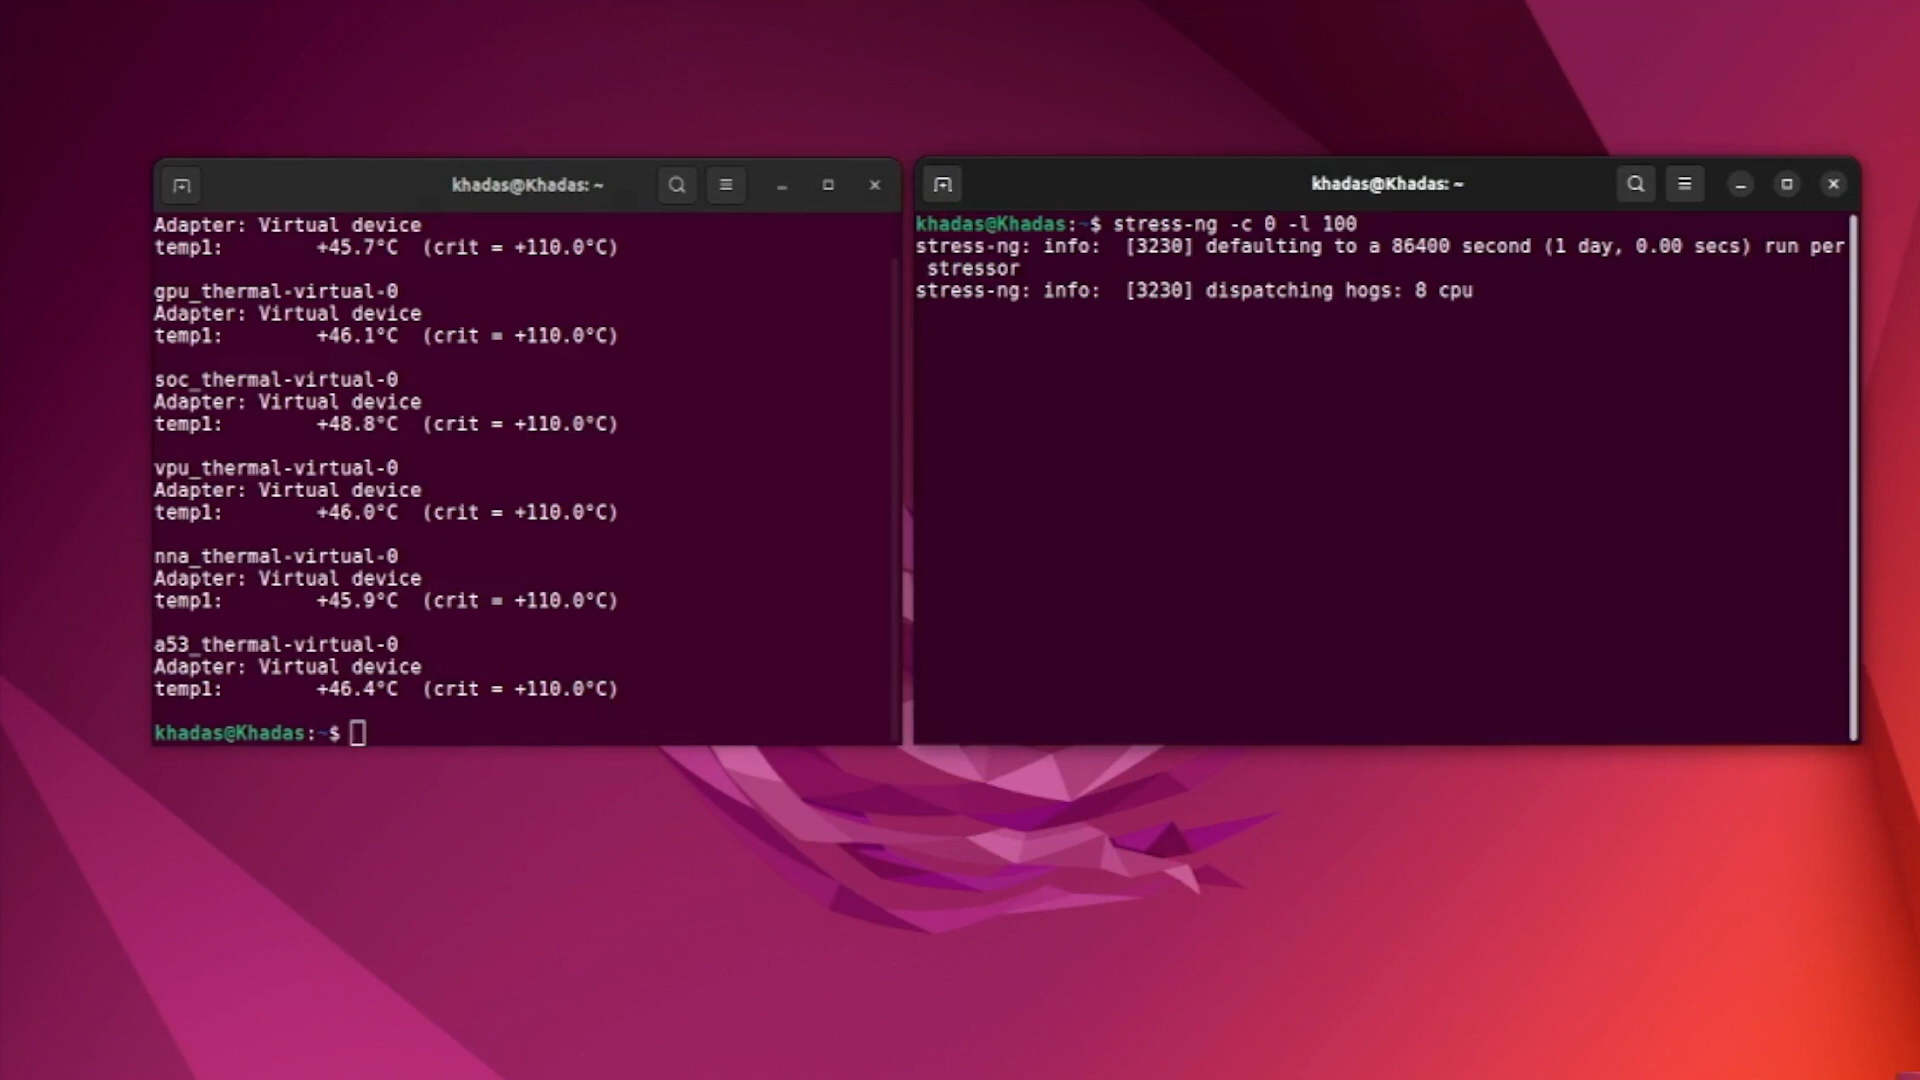 khadas@Khadas: ~
Adapter: Virtual device
temp1:        +45.7°C  (crit = +110.0°C)
gpu_thermal-virtual-0
Adapter: Virtual device
temp1:        +46.1°C  (crit = +110.0°C)
soc_thermal-virtual-0
Adapter: Virtual device
temp1:        +48.8°C  (crit = +110.0°C)
vpu_thermal-virtual-0
Adapter: Virtual device
temp1:        +46.0°C  (crit = +110.0°C)
nna_thermal-virtual-0
Adapter: Virtual device
temp1:        +45.9°C  (crit = +110.0°C)
a53_thermal-virtual-0
Adapter: Virtual device
temp1:        +46.4°C  (crit = +110.0°C)
khadas@Khadas:~$
khadas@Khadas: ~
khadas@Khadas:~$ stress-ng -c 0 -l 100
stress-ng: info:  [3230] defaulting to a 86400 second (1 day, 0.00 secs) run per
 stressor
stress-ng: info:  [3230] dispatching hogs: 8 cpu